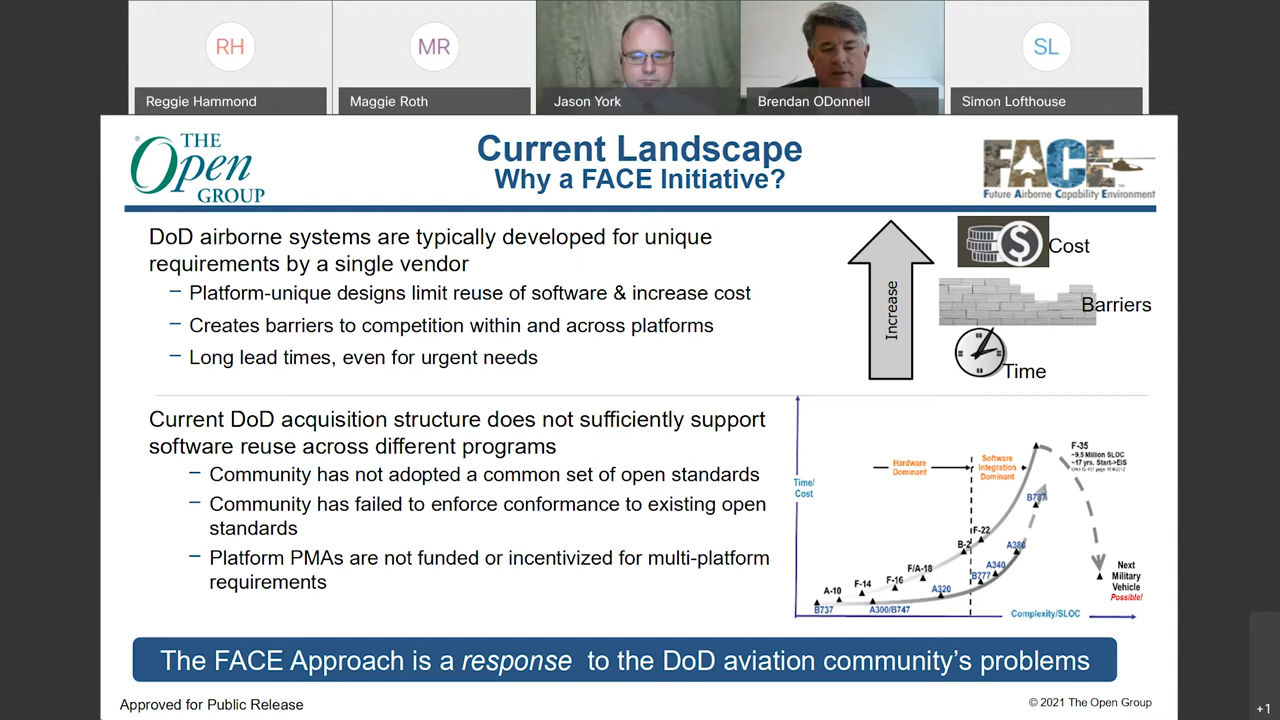 RH
MR
SL
Reggie Hammond
Maggie Roth
Jason York
Brendan ODonnell
Simon Lofthouse
THE
Open
GROUP
®
Current Landscape
Why a FACE Initiative?
FACE
™
Future Airborne Capability Environment
DoD airborne systems are typically developed for unique
requirements by a single vendor
– Platform-unique designs limit reuse of software & increase cost
– Creates barriers to competition within and across platforms
– Long lead times, even for urgent needs
Increase
Cost
Barriers
Time
Current DoD acquisition structure does not sufficiently support
software reuse across different programs
– Community has not adopted a common set of open standards
– Community has failed to enforce conformance to existing open
standards
– Platform PMAs are not funded or incentivized for multi-platform
requirements
Time/
Cost
Hardware
Dominant
Software
Integration
Dominant
F-35
~9.5 Million SLOC
~17 yrs. Start->EIS
B787
F-22
B-2
A380
F/A-18
A340
F-16
B777
F-14
A320
A-10
B737
A300/B747
Next
Military
Vehicle
Possible!
Complexity/SLOC
The FACE Approach is a response to the DoD aviation community's problems
Approved for Public Release
© 2021 The Open Group
+1